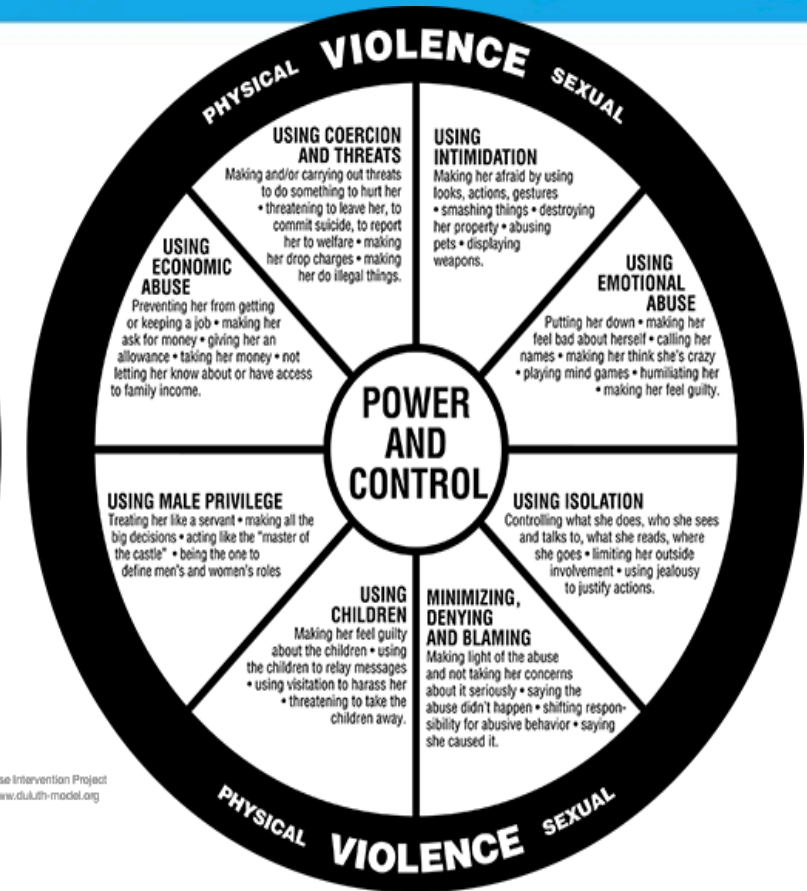 PHYSICAL VIOLENCE SEXUAL
USING COERCION
AND THREATS
Making and/or carrying out threats
to do something to hurt her
• threatening to leave her, to
commit suicide, to report
her to welfare • making
her drop charges • making
her do illegal things.
USING
INTIMIDATION
Making her afraid by using
looks, actions, gestures
• smashing things • destroying
her property • abusing
pets • displaying
weapons.
USING
ECONOMIC
ABUSE
Preventing her from getting
or keeping a job • making her
ask for money • giving her an
allowance • taking her money • not
letting her know about or have access
to family income.
USING
EMOTIONAL
ABUSE
Putting her down • making her
feel bad about herself • calling her
names • making her think she's crazy
• playing mind games • humiliating her
• making her feel guilty.
POWER
AND
CONTROL
USING MALE PRIVILEGE
Treating her like a servant • making all the
big decisions • acting like the "master of
the castle" • being the one to
define men's and women's roles
USING ISOLATION
Controlling what she does, who she sees
and talks to, what she reads, where
she goes • limiting her outside
involvement • using jealousy
to justify actions.
USING
CHILDREN
Making her feel guilty
about the children • using
the children to relay messages
• using visitation to harass her
• threatening to take the
children away.
MINIMIZING,
DENYING
AND BLAMING
Making light of the abuse
and not taking her concerns
about it seriously • saying the
abuse didn't happen • shifting respon-
sibility for abusive behavior • saying
she caused it.
Intervention Project
duluth-model.org
PHYSICAL VIOLENCE SEXUAL